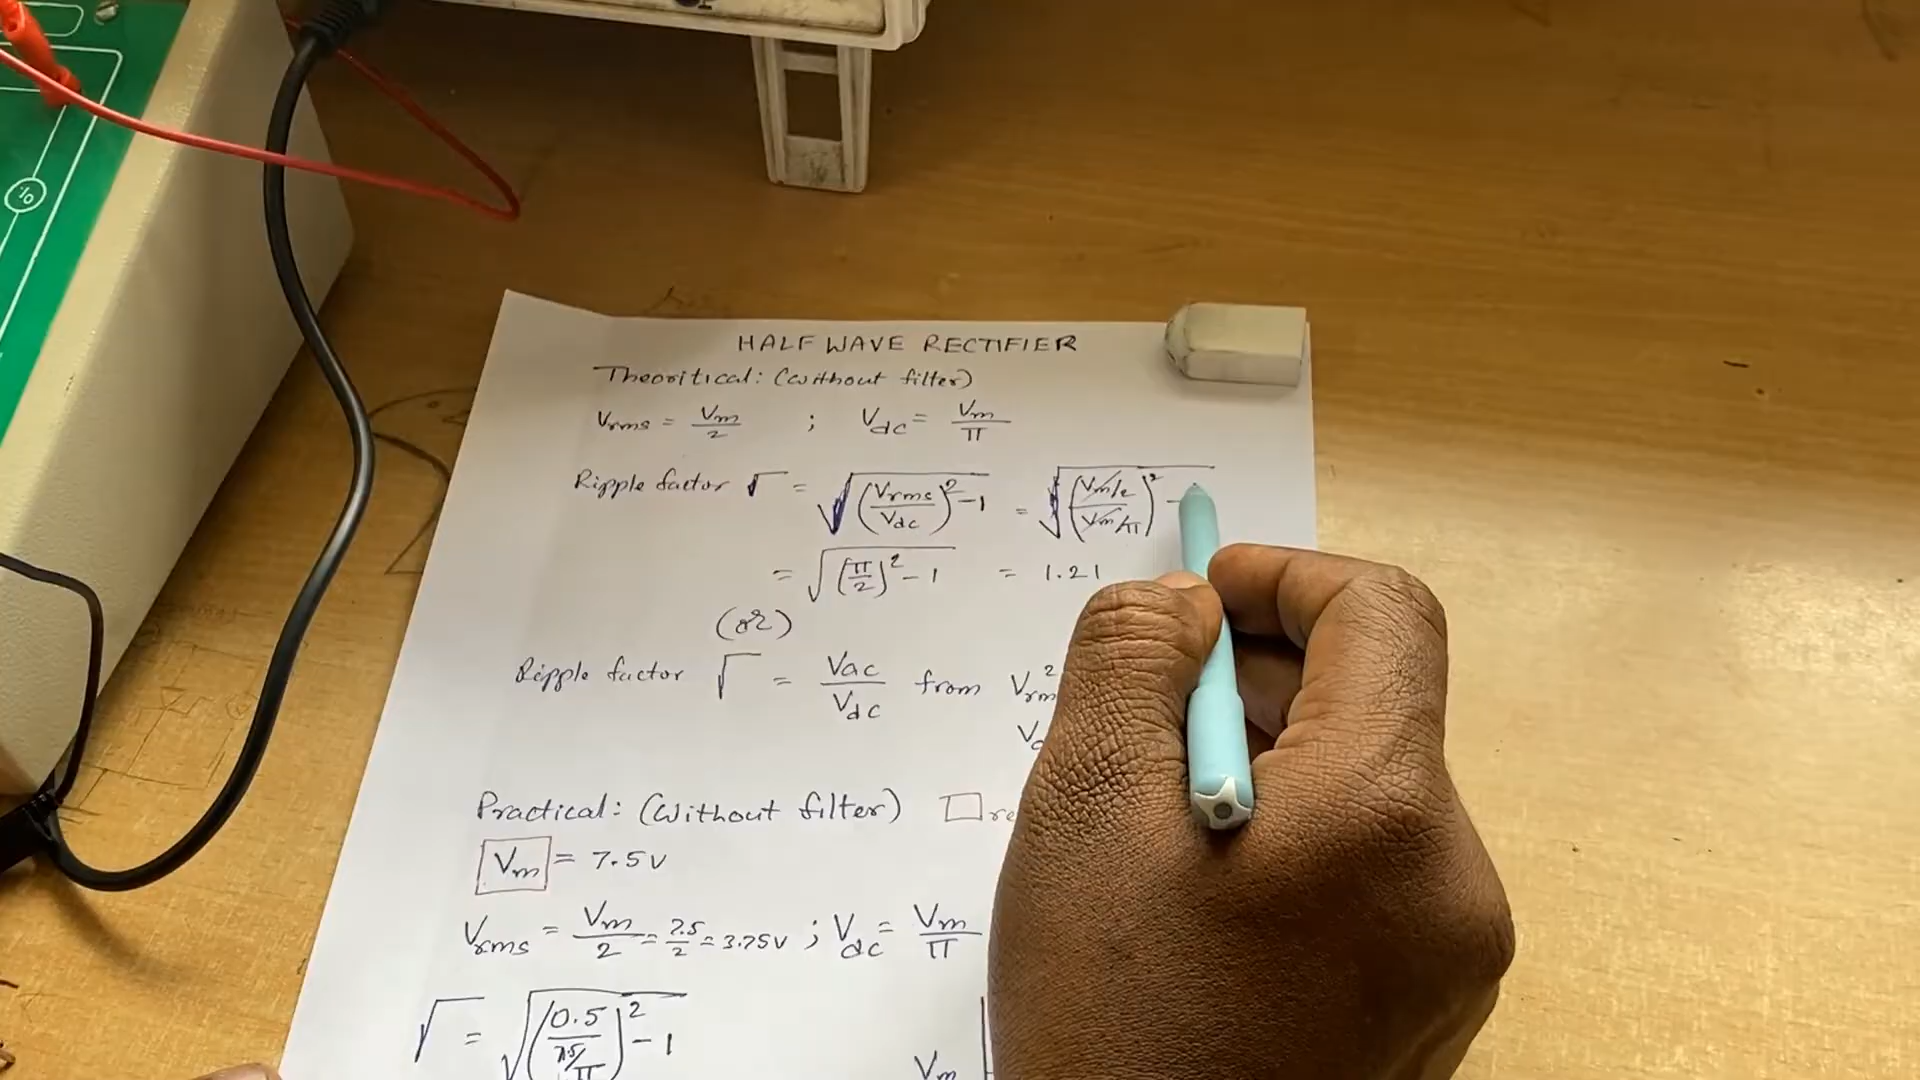 HALF WAVE RECTIFIER
Theoritical: (without filter)
Vrms = Vm/2 ; Vdc = Vm/π
Ripple factor Γ = √((Vrms/Vdc)² - 1) = √((Vm/2 / Vm/π)² -
= √((π/2)² - 1) = 1.21
(or)
Ripple factor Γ = Vac/Vdc from Vrm²
V
Practical: (Without filter) □ re
Vm = 7.5V
Vrms = Vm/2 = 7.5/2 = 3.75V ; Vdc = Vm/π
Γ = √((0.5 / 7.5/π)² - 1
Vm